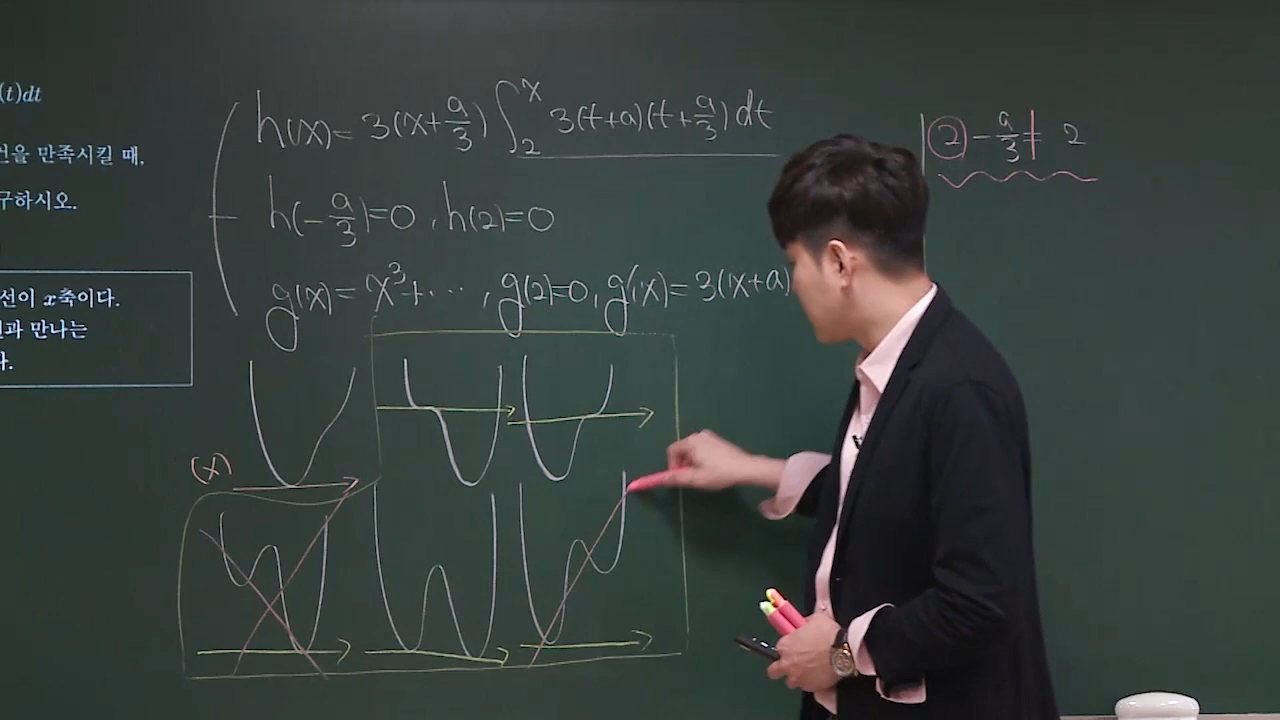 (t)dt
건을 만족시킬 때,
구하시오.
선이 x축이다.
과 만나는
다.
h(x)= 3(x+a/3) ∫₂ˣ 3(t+a)(t+a/3)dt
h(-a/3)=0, h(2)=0
g(x)= x³+⋯, g(2)=0, g'(x)= 3(x+a)
(x)
② -a/3 ≠ 2